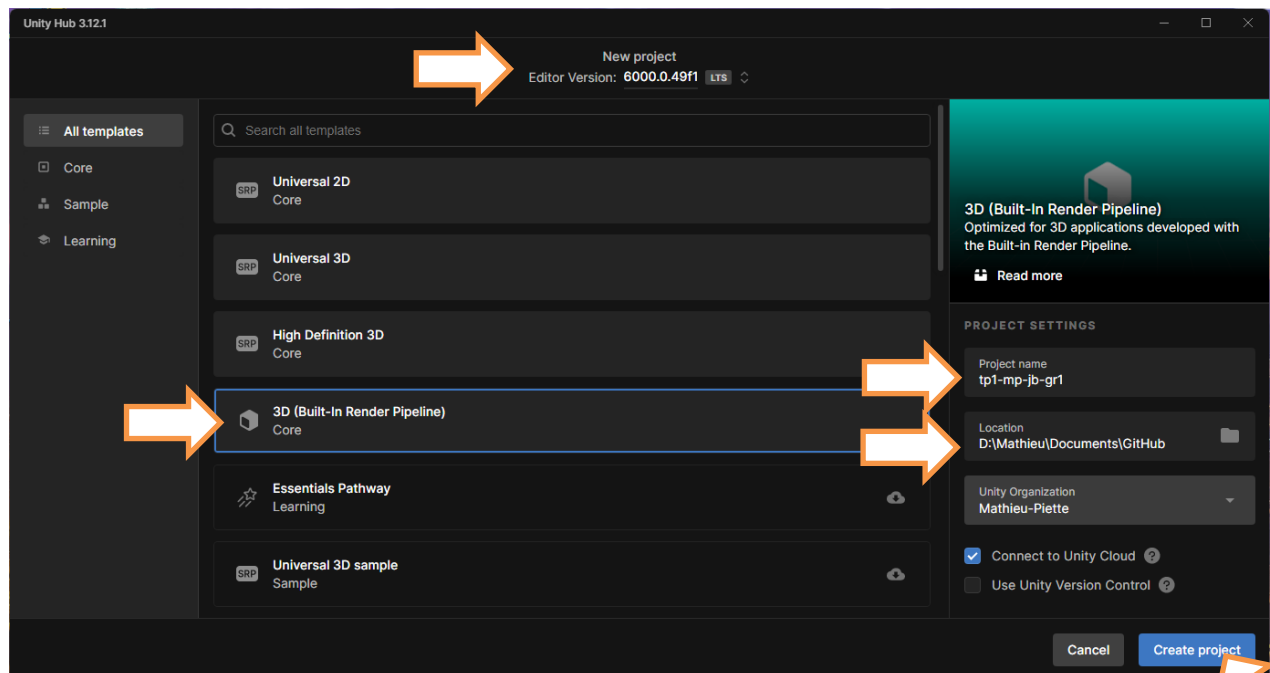 Unity Hub 3.12.1
New project
Editor Version: 6000.0.49f1 LTS
All templates
Core
Sample
Learning
Search all templates
SRP
Universal 2D
Core
SRP
Universal 3D
Core
SRP
High Definition 3D
Core
3D (Built-In Render Pipeline)
Core
Essentials Pathway
Learning
SRP
Universal 3D sample
Sample
3D (Built-In Render Pipeline)
Optimized for 3D applications developed with
the Built-in Render Pipeline.
Read more
PROJECT SETTINGS
Project name
tp1-mp-jb-gr1
Location
D:\Mathieu\Documents\GitHub
Unity Organization
Mathieu-Piette
Connect to Unity Cloud ?
Use Unity Version Control ?
Cancel
Create project